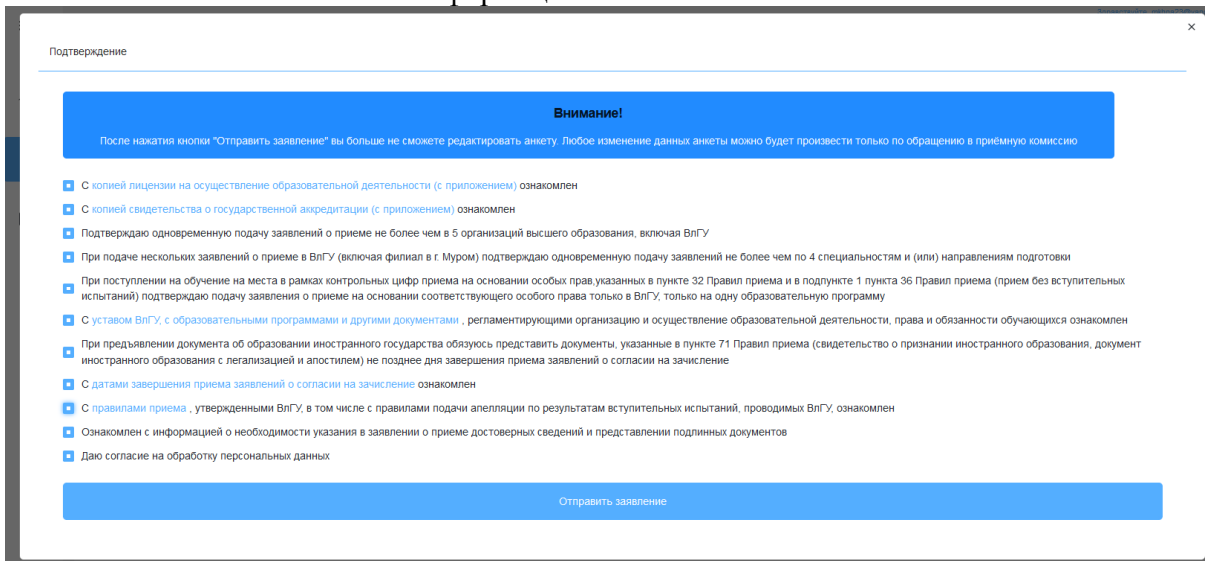 Подтверждение
×
Внимание!
После нажатия кнопки "Отправить заявление" вы больше не сможете редактировать анкету. Любое изменение данных анкеты можно будет произвести только по обращению в приёмную комиссию
С копией лицензии на осуществление образовательной деятельности (с приложением) ознакомлен
С копией свидетельства о государственной аккредитации (с приложением) ознакомлен
Подтверждаю одновременную подачу заявлений о приеме не более чем в 5 организаций высшего образования, включая ВлГУ
При подаче нескольких заявлений о приеме в ВлГУ (включая филиал в г. Муром) подтверждаю одновременную подачу заявлений не более чем по 4 специальностям и (или) направлениям подготовки
При поступлении на обучение на места в рамках контрольных цифр приема на основании особых прав,указанных в пункте 32 Правил приема и в подпункте 1 пункта 36 Правил приема (прием без вступительных
испытаний) подтверждаю подачу заявления о приеме на основании соответствующего особого права только в ВлГУ, только на одну образовательную программу
С уставом ВлГУ, с образовательными программами и другими документами , регламентирующими организацию и осуществление образовательной деятельности, права и обязанности обучающихся ознакомлен
При предъявлении документа об образовании иностранного государства обязуюсь представить документы, указанные в пункте 71 Правил приема (свидетельство о признании иностранного образования, документ
иностранного образования с легализацией и апостилем) не позднее дня завершения приема заявлений о согласии на зачисление
С датами завершения приема заявлений о согласии на зачисление ознакомлен
С правилами приема , утвержденными ВлГУ, в том числе с правилами подачи апелляции по результатам вступительных испытаний, проводимых ВлГУ, ознакомлен
Ознакомлен с информацией о необходимости указания в заявлении о приеме достоверных сведений и представлении подлинных документов
Даю согласие на обработку персональных данных
Отправить заявление